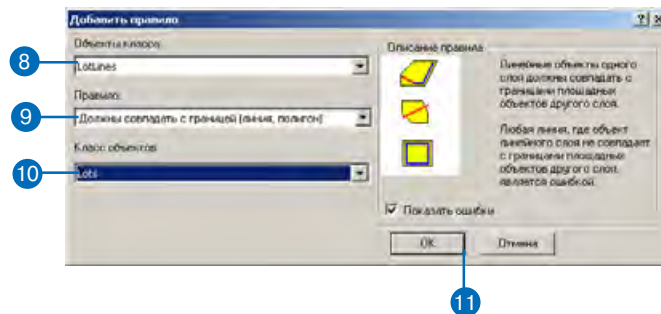 Добавить правило
Объекты класса:
8
LotLines
Правило:
9
Должны совпадать с границей (линия, полигон)
Класс объектов
10
Lots
Описание правила
Линейные объекты одного
слоя должны совпадать с
границами площадных
объектов другого слоя.
Любая линия, где объект
линейного слоя не совпадает
с границами площадных
объектов другого слоя,
является ошибкой.
Показать ошибки
OK
Отмена
11